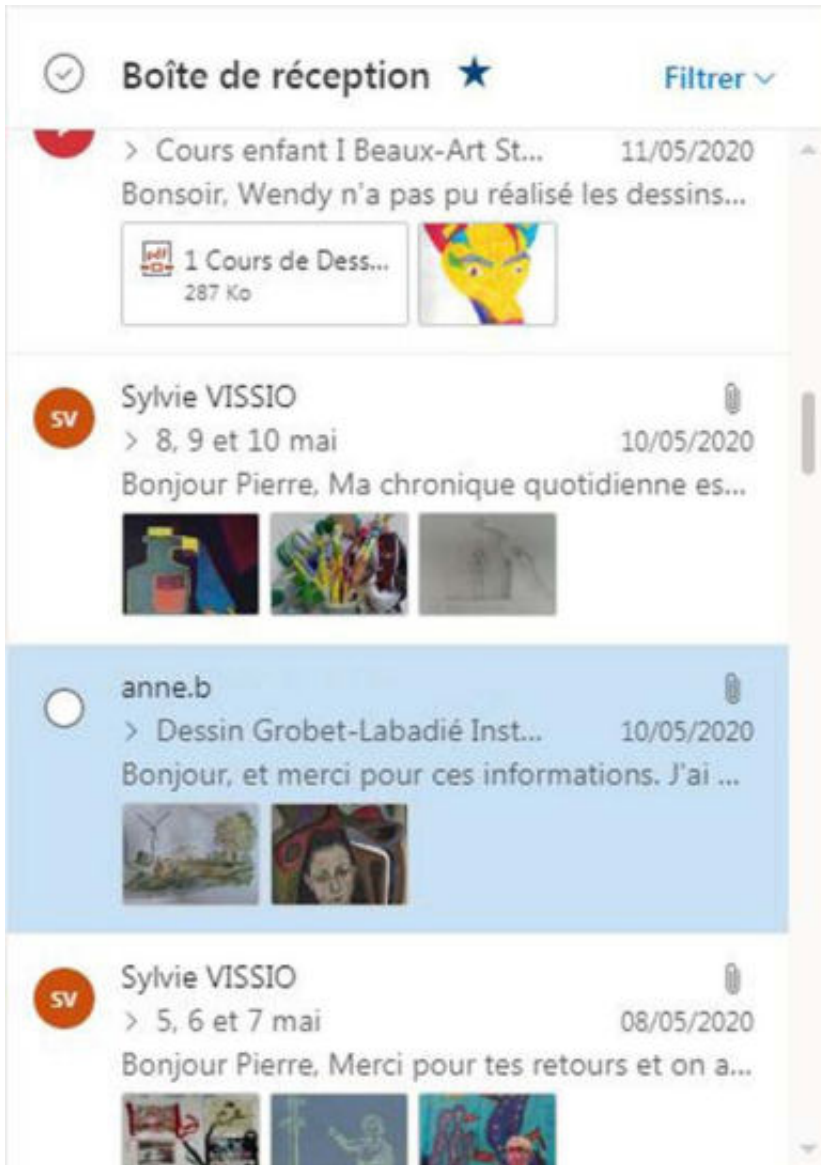 Boîte de réception
Filtrer
> Cours enfant I Beaux-Art St... 11/05/2020
Bonsoir, Wendy n'a pas pu réalisé les dessins...
pdf
1 Cours de Dess...
287 Ko
Sylvie VISSIO
SV
> 8, 9 et 10 mai 10/05/2020
Bonjour Pierre, Ma chronique quotidienne es...
anne.b
> Dessin Grobet-Labadié Inst... 10/05/2020
Bonjour, et merci pour ces informations. J'ai ...
Sylvie VISSIO
SV
> 5, 6 et 7 mai 08/05/2020
Bonjour Pierre, Merci pour tes retours et on a...